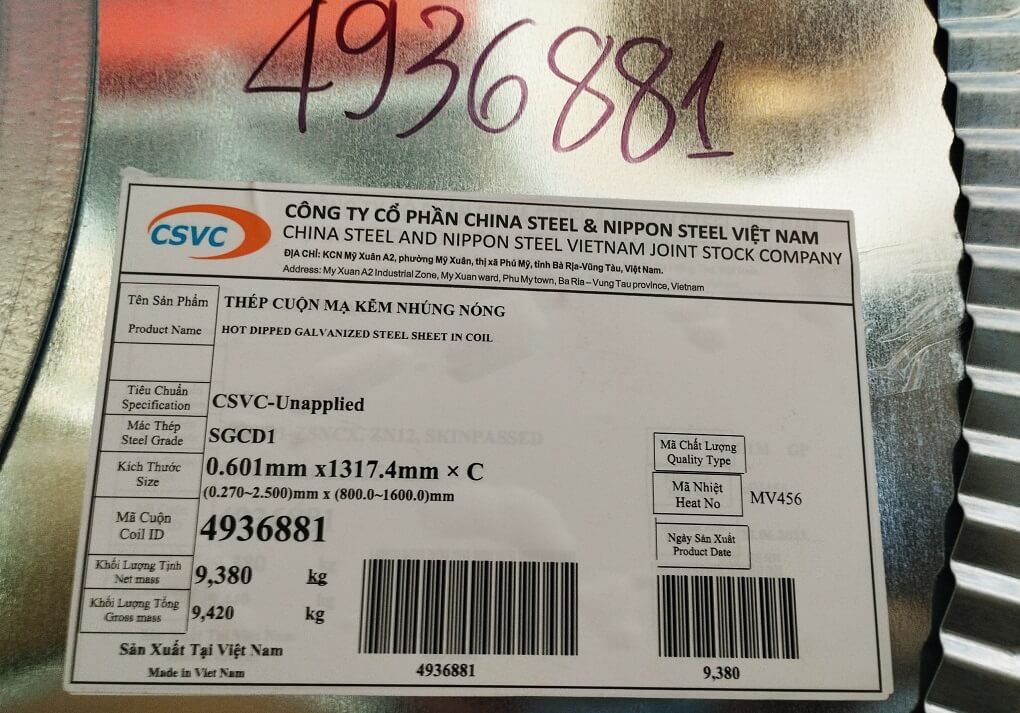 4936881
CSVC
CÔNG TY CỔ PHẦN CHINA STEEL & NIPPON STEEL VIỆT NAM
CHINA STEEL AND NIPPON STEEL VIETNAM JOINT STOCK COMPANY
ĐỊA CHỈ: KCN Mỹ Xuân A2, phường Mỹ Xuân, thị xã Phú Mỹ, tỉnh Bà Rịa-Vũng Tàu, Việt Nam.
Address: My Xuan A2 Industrial Zone, My Xuan ward, Phu My town, Ba Ria – Vung Tau province, Vietnam
Tên Sản Phẩm THÉP CUỘN MẠ KẼM NHÚNG NÓNG
Product Name HOT DIPPED GALVANIZED STEEL SHEET IN COIL
Tiêu Chuẩn
Specification CSVC-Unapplied
Mác Thép
Steel Grade SGCD1
Kích Thước
Size
0.601mm x1317.4mm × C
(0.270~2.500)mm x (800.0~1600.0)mm
Mã Chất Lượng
Quality Type
Mã Nhiệt
Heat No MV456
Mã Cuộn
Coil ID 4936881
Ngày Sản Xuất
Product Date
Khối Lượng Tịnh
Net mass 9,380 kg
Khối Lượng Tổng
Gross mass 9,420 kg
Sản Xuất Tại Việt Nam
Made in Viet Nam
4936881
9,380